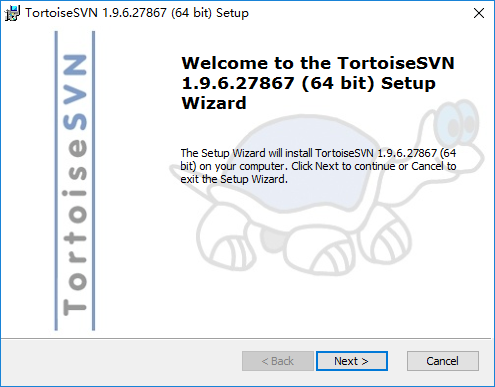 TortoiseSVN 1.9.6.27867 (64 bit) Setup
TortoiseSVN
Welcome to the TortoiseSVN
1.9.6.27867 (64 bit) Setup
Wizard
The Setup Wizard will install TortoiseSVN 1.9.6.27867 (64
bit) on your computer. Click Next to continue or Cancel to
exit the Setup Wizard.
< Back
Next >
Cancel